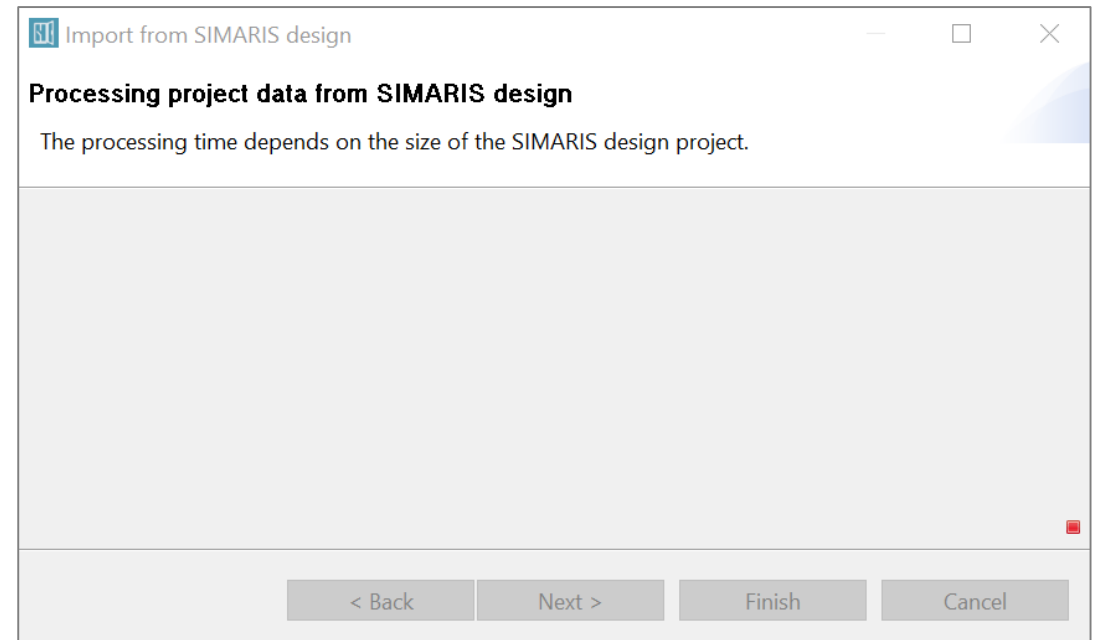 Import from SIMARIS design
Processing project data from SIMARIS design
The processing time depends on the size of the SIMARIS design project.
< Back Next > Finish Cancel